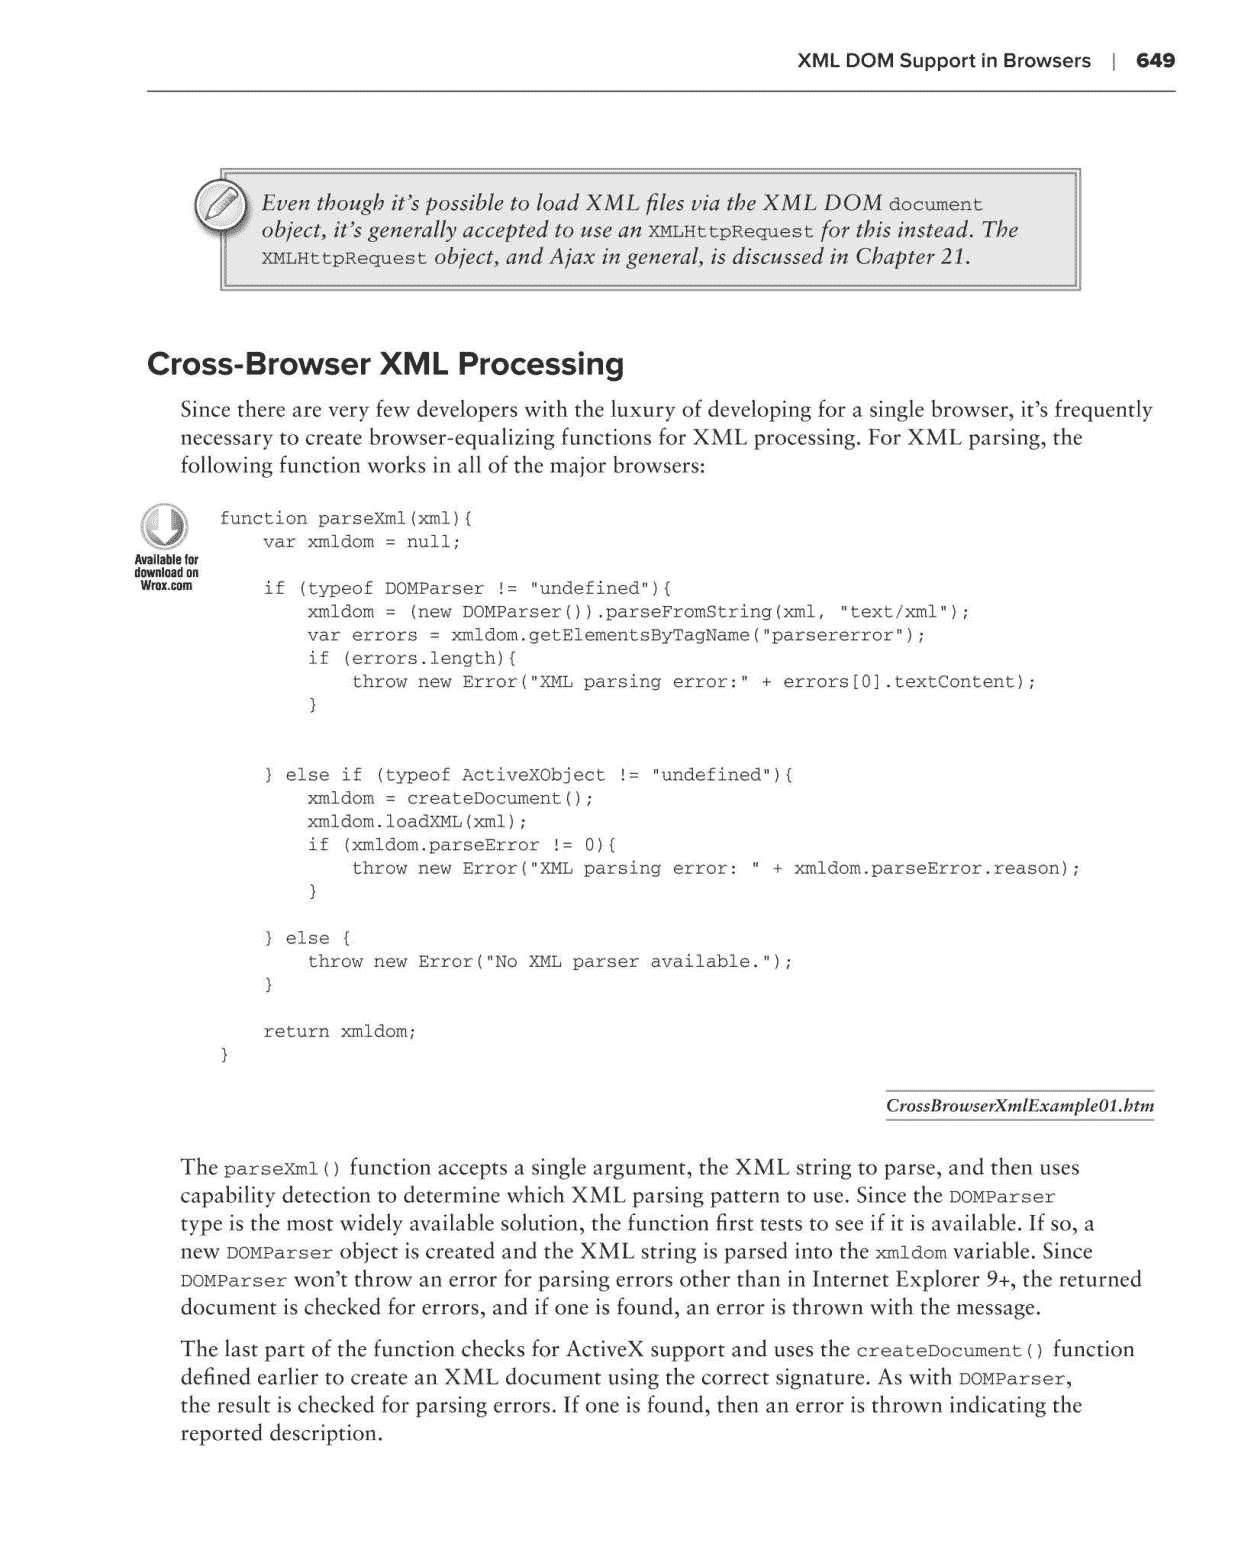 XML DOM Support in Browsers | 649
Even though it's possible to load XML files via the XML DOM document
object, it's generally accepted to use an XMLHttpRequest for this instead. The
XMLHttpRequest object, and Ajax in general, is discussed in Chapter 21.
Cross-Browser XML Processing
Since there are very few developers with the luxury of developing for a single browser, it's frequently
necessary to create browser-equalizing functions for XML processing. For XML parsing, the
following function works in all of the major browsers:
Available for
download on
Wrox.com
function parseXml(xml){
    var xmldom = null;
    if (typeof DOMParser != "undefined"){
        xmldom = (new DOMParser()).parseFromString(xml, "text/xml");
        var errors = xmldom.getElementsByTagName("parsererror");
        if (errors.length){
            throw new Error("XML parsing error:" + errors[0].textContent);
        }
    } else if (typeof ActiveXObject != "undefined"){
        xmldom = createDocument();
        xmldom.loadXML(xml);
        if (xmldom.parseError != 0){
            throw new Error("XML parsing error: " + xmldom.parseError.reason);
        }
    } else {
        throw new Error("No XML parser available.");
    }
    return xmldom;
}
CrossBrowserXmlExample01.htm
The parseXml() function accepts a single argument, the XML string to parse, and then uses
capability detection to determine which XML parsing pattern to use. Since the DOMParser
type is the most widely available solution, the function first tests to see if it is available. If so, a
new DOMParser object is created and the XML string is parsed into the xmldom variable. Since
DOMParser won't throw an error for parsing errors other than in Internet Explorer 9+, the returned
document is checked for errors, and if one is found, an error is thrown with the message.
The last part of the function checks for ActiveX support and uses the createDocument() function
defined earlier to create an XML document using the correct signature. As with DOMParser,
the result is checked for parsing errors. If one is found, then an error is thrown indicating the
reported description.